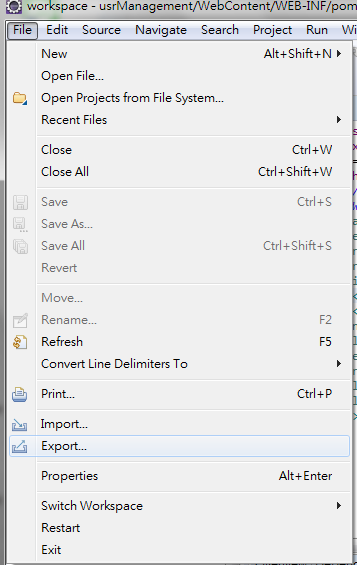 workspace - usrManagement/WebContent/WEB-INF/pom
File Edit Source Navigate Search Project Run Wi
New Alt+Shift+N
Open File...
Open Projects from File System...
Recent Files
Close Ctrl+W
Close All Ctrl+Shift+W
Save Ctrl+S
Save As...
Save All Ctrl+Shift+S
Revert
Move...
Rename... F2
Refresh F5
Convert Line Delimiters To
Print... Ctrl+P
Import...
Export...
Properties Alt+Enter
Switch Workspace
Restart
Exit